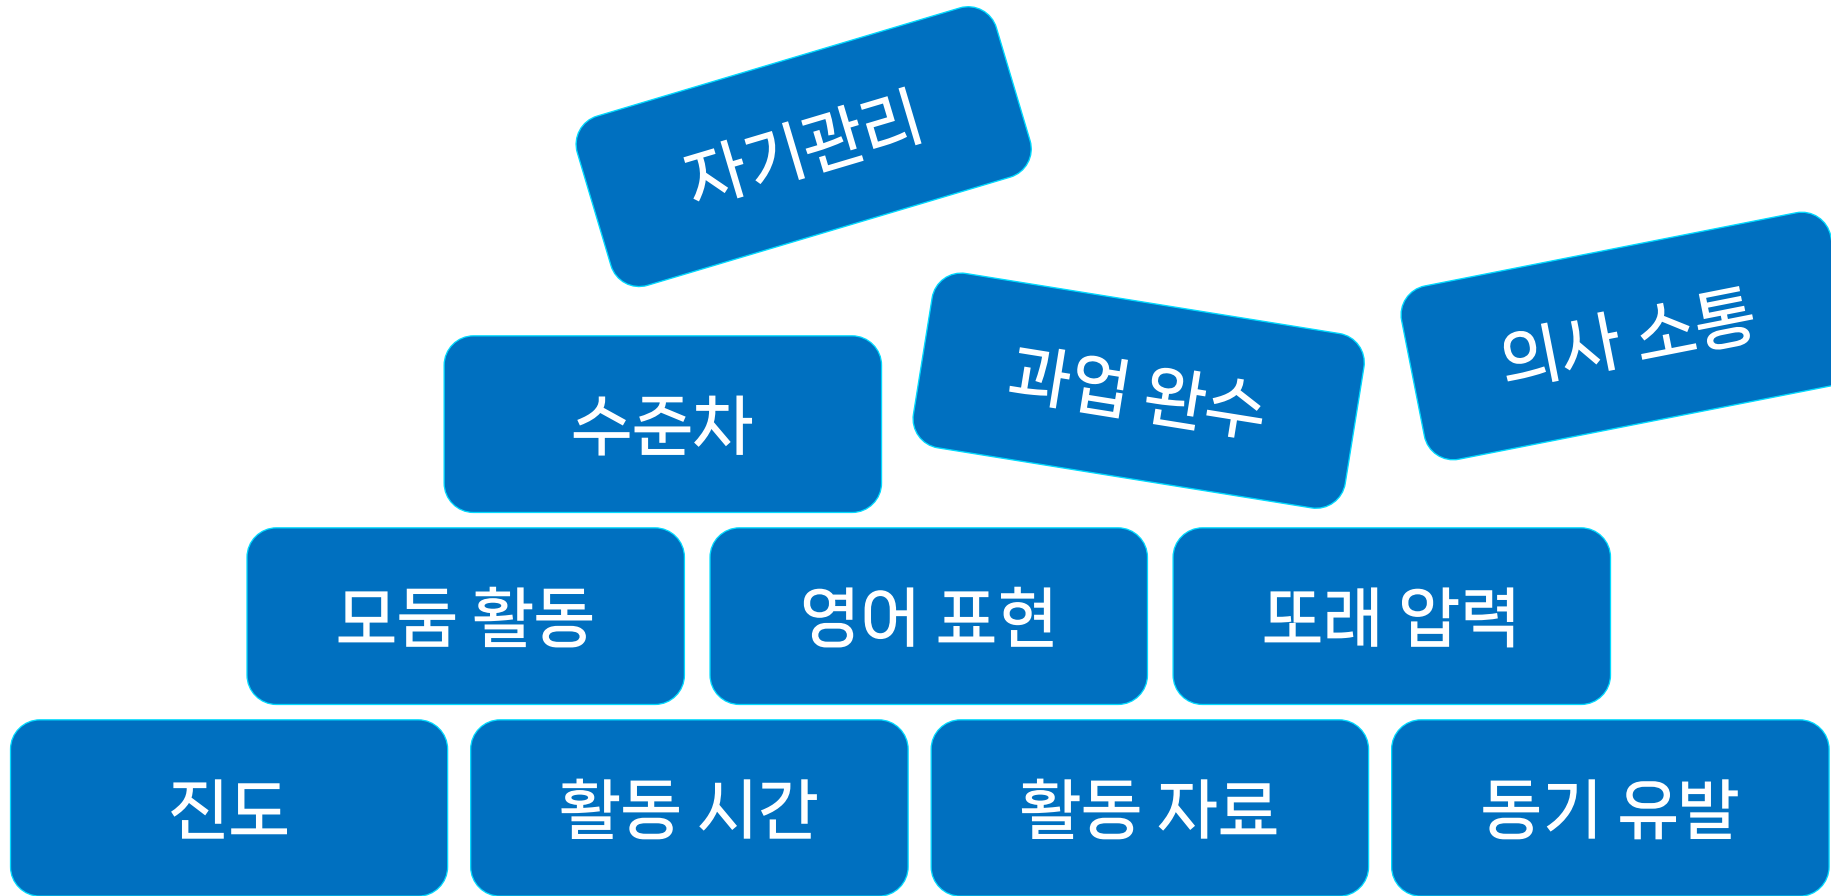 자기관리
의사 소통
과업 완수
수준차
모둠 활동
영어 표현
또래 압력
진도
활동 시간
활동 자료
동기 유발